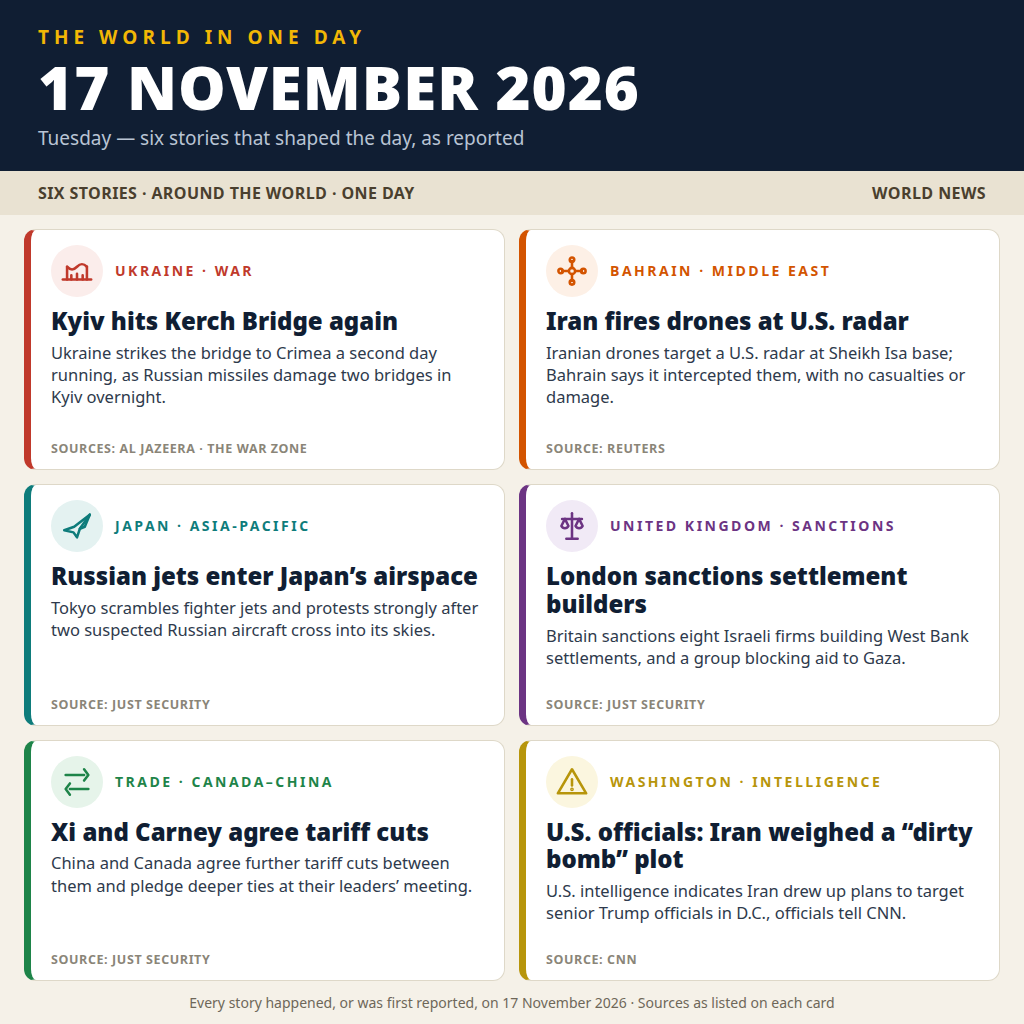 THE WORLD IN ONE DAY
17 NOVEMBER 2026
Tuesday — six stories that shaped the day, as reported
SIX STORIES · AROUND THE WORLD · ONE DAY
WORLD NEWS
UKRAINE · WAR
Kyiv hits Kerch Bridge again
Ukraine strikes the bridge to Crimea a second day
running, as Russian missiles damage two bridges in
Kyiv overnight.
SOURCES: AL JAZEERA · THE WAR ZONE
BAHRAIN · MIDDLE EAST
Iran fires drones at U.S. radar
Iranian drones target a U.S. radar at Sheikh Isa base;
Bahrain says it intercepted them, with no casualties or
damage.
SOURCE: REUTERS
JAPAN · ASIA-PACIFIC
Russian jets enter Japan’s airspace
Tokyo scrambles fighter jets and protests strongly after
two suspected Russian aircraft cross into its skies.
SOURCE: JUST SECURITY
UNITED KINGDOM · SANCTIONS
London sanctions settlement
builders
Britain sanctions eight Israeli firms building West Bank
settlements, and a group blocking aid to Gaza.
SOURCE: JUST SECURITY
TRADE · CANADA–CHINA
Xi and Carney agree tariff cuts
China and Canada agree further tariff cuts between
them and pledge deeper ties at their leaders’ meeting.
SOURCE: JUST SECURITY
WASHINGTON · INTELLIGENCE
U.S. officials: Iran weighed a “dirty
bomb” plot
U.S. intelligence indicates Iran drew up plans to target
senior Trump officials in D.C., officials tell CNN.
SOURCE: CNN
Every story happened, or was first reported, on 17 November 2026 · Sources as listed on each card